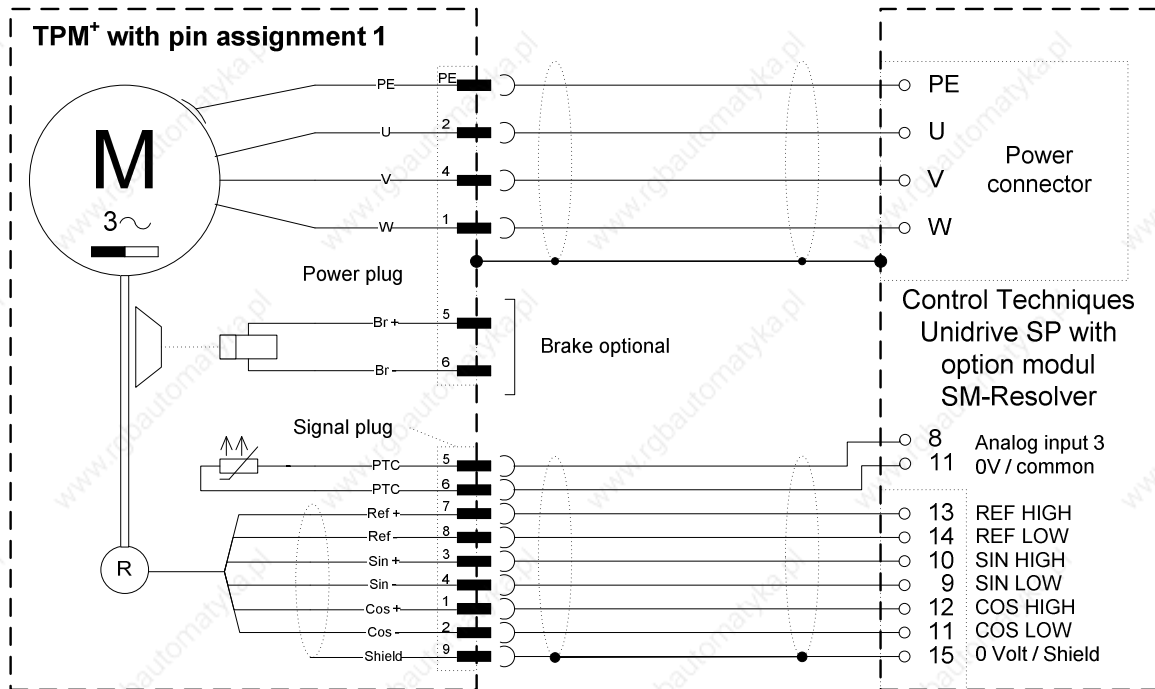 TPM+ with pin assignment 1
M
3
PE PE PE
U 2 U
V 4 V
W 1 W
Power
connector
Power plug
Br + 5
Br - 6
Brake optional
Control Techniques
Unidrive SP with
option modul
SM-Resolver
Signal plug
PTC 5 8 Analog input 3
PTC 6 11 0V / common
Ref + 7 13 REF HIGH
Ref - 8 14 REF LOW
Sin + 3 10 SIN HIGH
Sin - 4 9 SIN LOW
Cos + 1 12 COS HIGH
Cos - 2 11 COS LOW
Shield 9 15 0 Volt / Shield
R
www.rgbautomatyka.pl